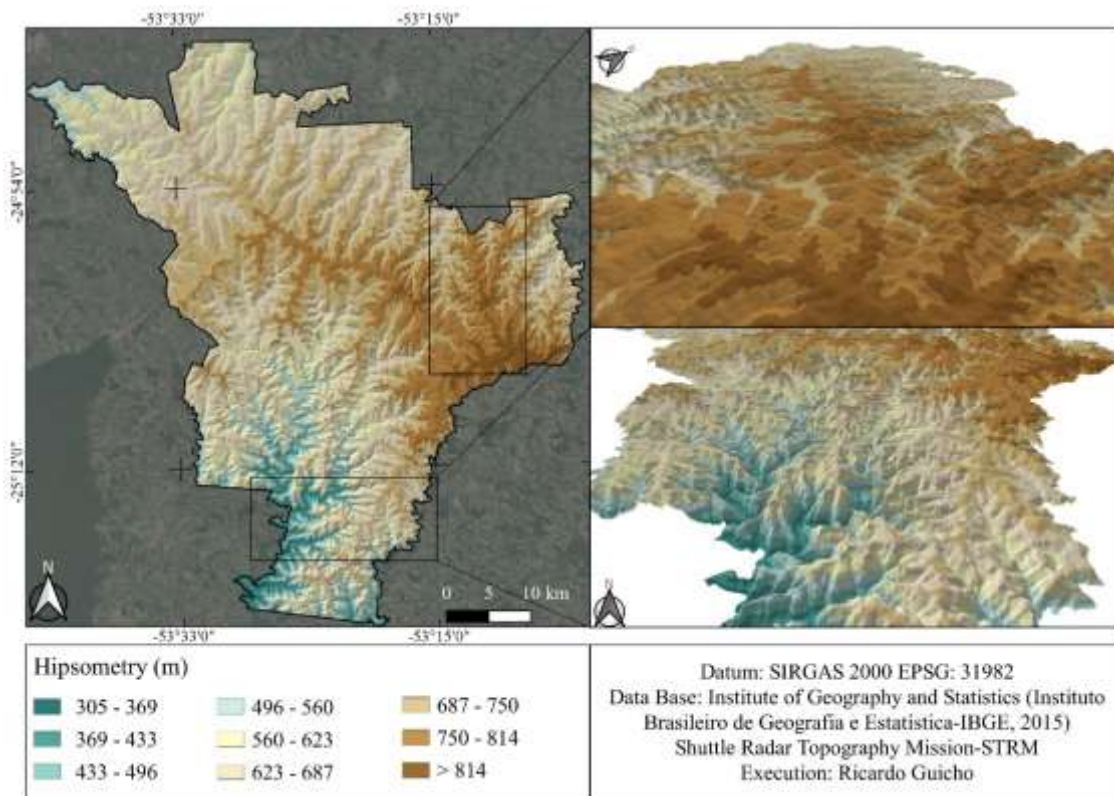 -53°33'0" -53°15'0"
-24°54'0"
-25°12'0"
N
0 5 10 km
N
-53°33'0" -53°15'0"
Hipsometry (m)
305 - 369 496 - 560 687 - 750
369 - 433 560 - 623 750 - 814
433 - 496 623 - 687 > 814
Datum: SIRGAS 2000 EPSG: 31982
Data Base: Institute of Geography and Statistics (Instituto
Brasileiro de Geografia e Estatística-IBGE, 2015)
Shuttle Radar Topography Mission-STRM
Execution: Ricardo Guicho